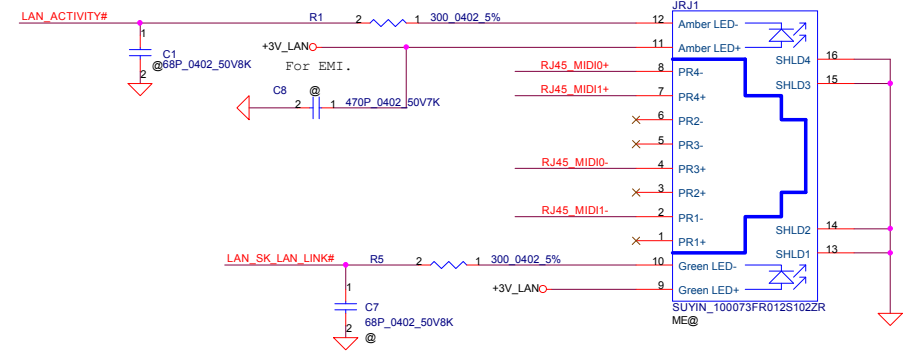 JRJ1
LAN_ACTIVITY#
R1 2 1 300_0402_5%
12 Amber LED-
1
C1
@68P_0402_50V8K
2
+3V_LAN
11 Amber LED+
For EMI.
SHLD4 16
RJ45_MIDI0+
8 PR4-
C8 @
2 1 470P_0402_50V7K
SHLD3 15
RJ45_MIDI1+
7 PR4+
6 PR2-
5 PR3-
RJ45_MIDI0-
4 PR3+
3 PR2+
RJ45_MIDI1-
2 PR1-
SHLD2 14
1 PR1+
SHLD1 13
LAN_SK_LAN_LINK#
R5 2 1 300_0402_5%
10 Green LED-
+3V_LAN
9 Green LED+
1
C7
68P_0402_50V8K
2 @
SUYIN_100073FR012S102ZR
ME@